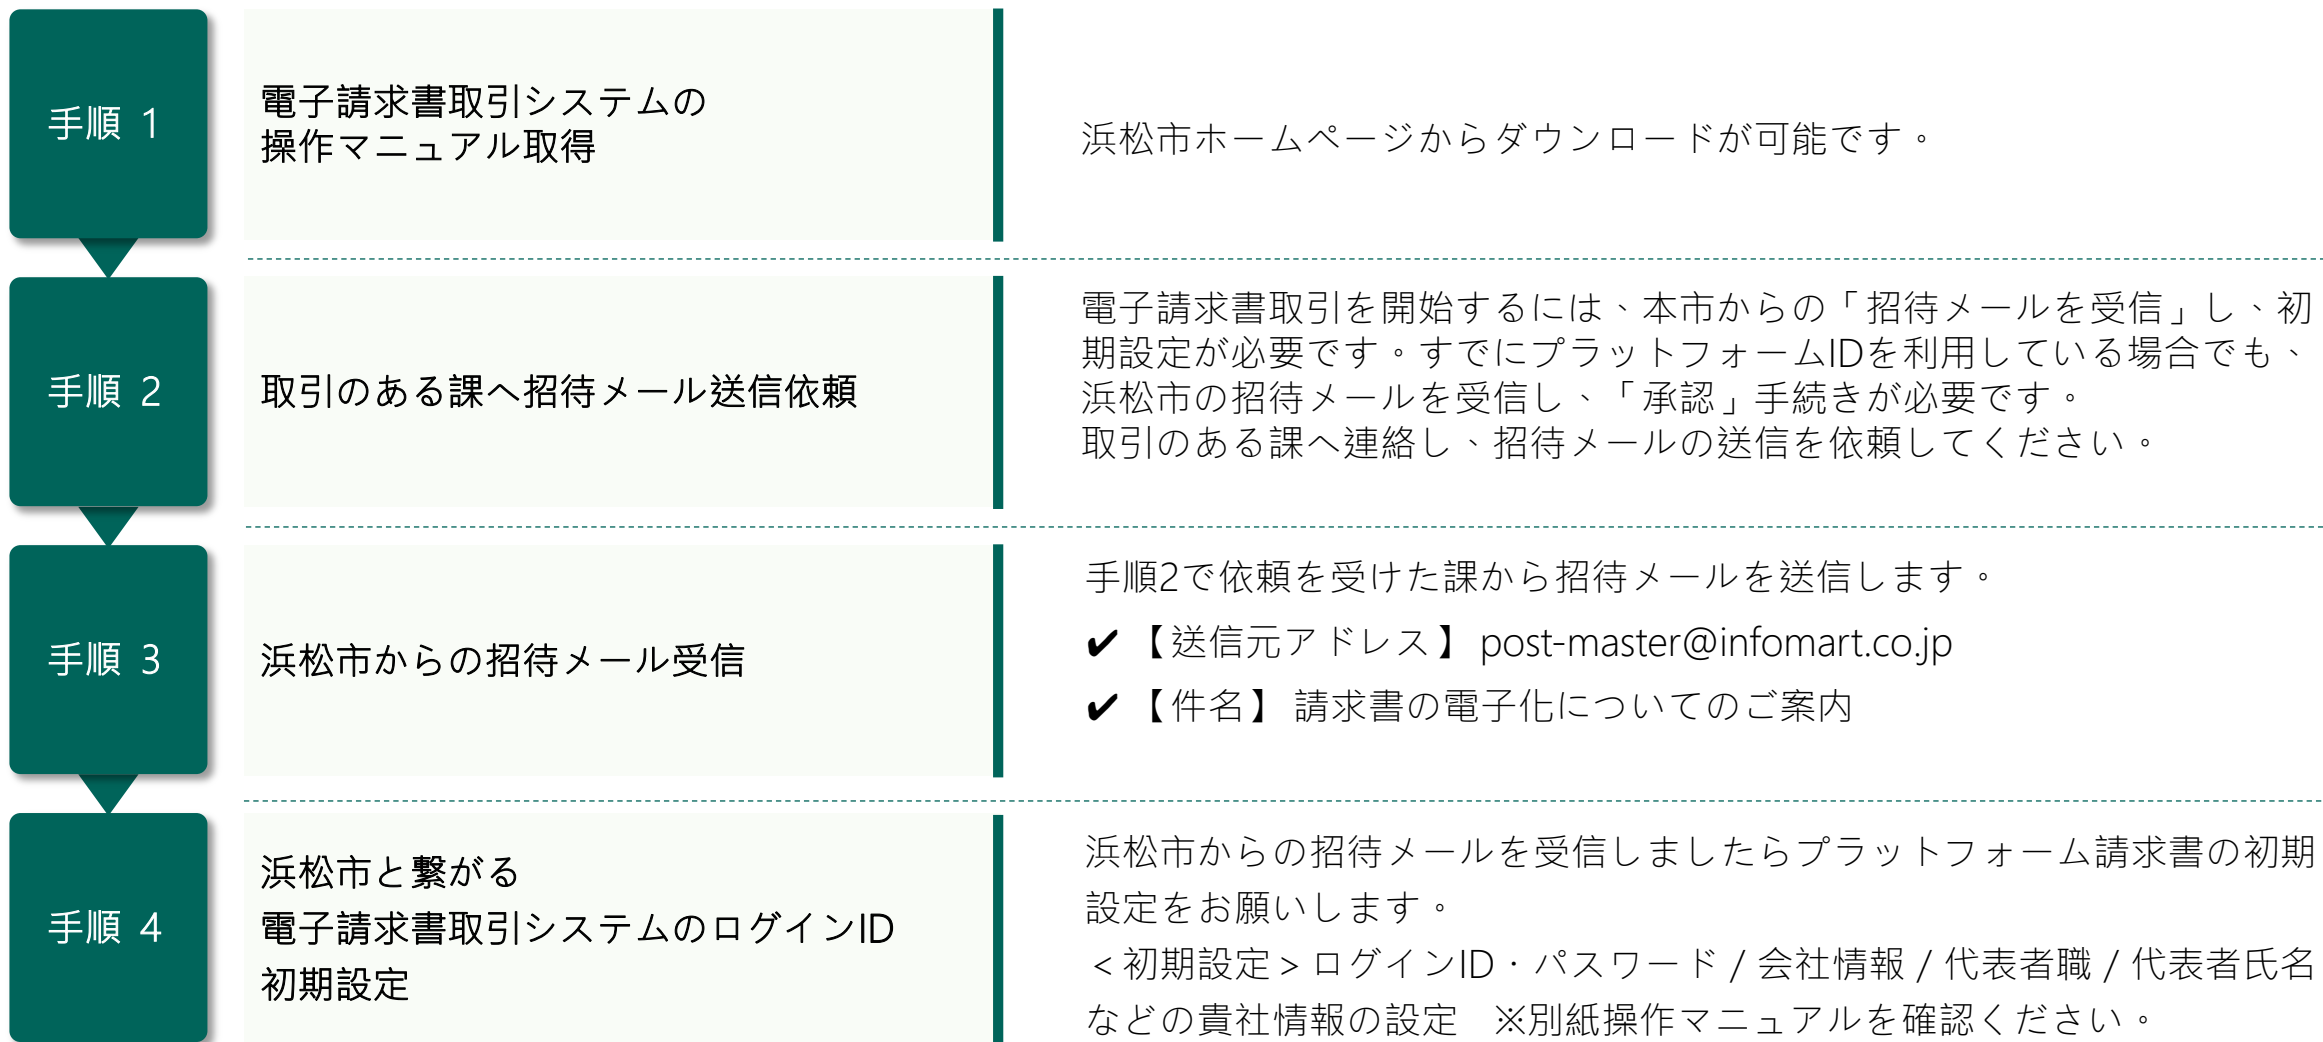 手順 1
電子請求書取引システムの
操作マニュアル取得
浜松市ホームページからダウンロードが可能です。
手順 2
取引のある課へ招待メール送信依頼
電子請求書取引を開始するには、本市からの「招待メールを受信」し、初
期設定が必要です。すでにプラットフォームIDを利用している場合でも、
浜松市の招待メールを受信し、「承認」手続きが必要です。
取引のある課へ連絡し、招待メールの送信を依頼してください。
手順 3
浜松市からの招待メール受信
手順2で依頼を受けた課から招待メールを送信します。
✔ 【送信元アドレス】 post-master@infomart.co.jp
✔ 【件名】 請求書の電子化についてのご案内
手順 4
浜松市と繋がる
電子請求書取引システムのログインID
初期設定
浜松市からの招待メールを受信しましたらプラットフォーム請求書の初期
設定をお願いします。
＜初期設定＞ログインID・パスワード / 会社情報 / 代表者職 / 代表者氏名
などの貴社情報の設定　※別紙操作マニュアルを確認ください。